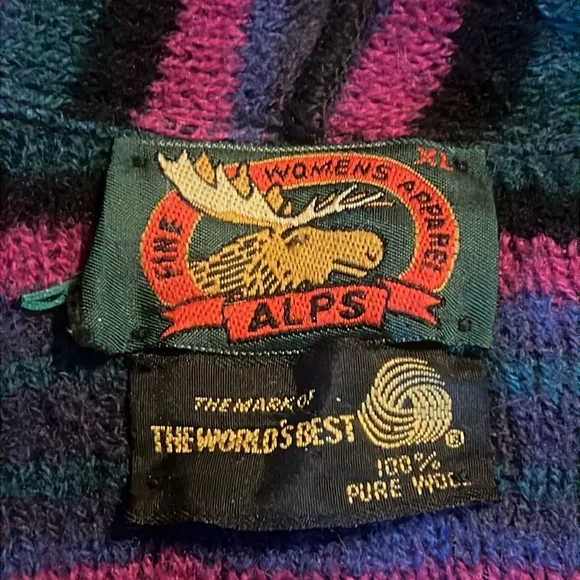 XL
FINE WOMENS APPAREL
ALPS
THE MARK OF
THE WORLD'S BEST
®
100%
PURE WOOL